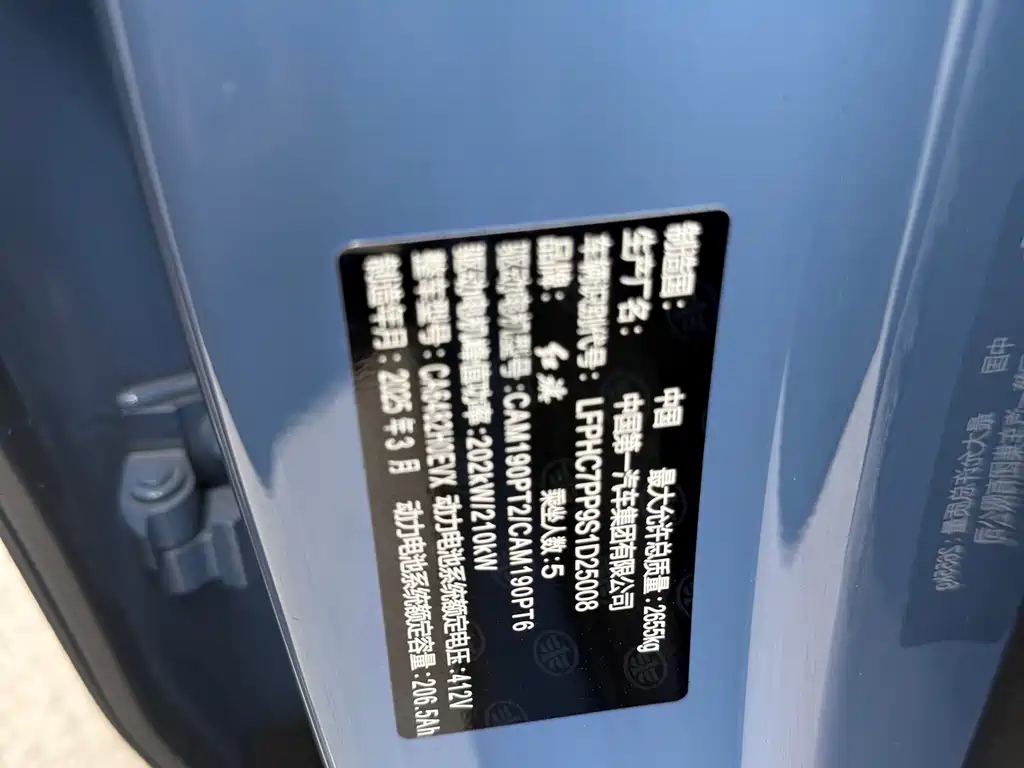 制造国: 中国 最大允许总质量:2655kg
生产厂名: 中国第一汽车集团有限公司
车辆识别代号: LFPHC7PP9S1D25008
品牌: 红旗 乘坐人数:5
驱动电机型号:CAM190PT2/CAM190PT6
驱动电机峰值功率:202kW/210kW
整车型号:CA6482H1EVX 动力电池系统额定电压:412V
制造年月:2025年3月 动力电池系统额定容量:206.5Ah